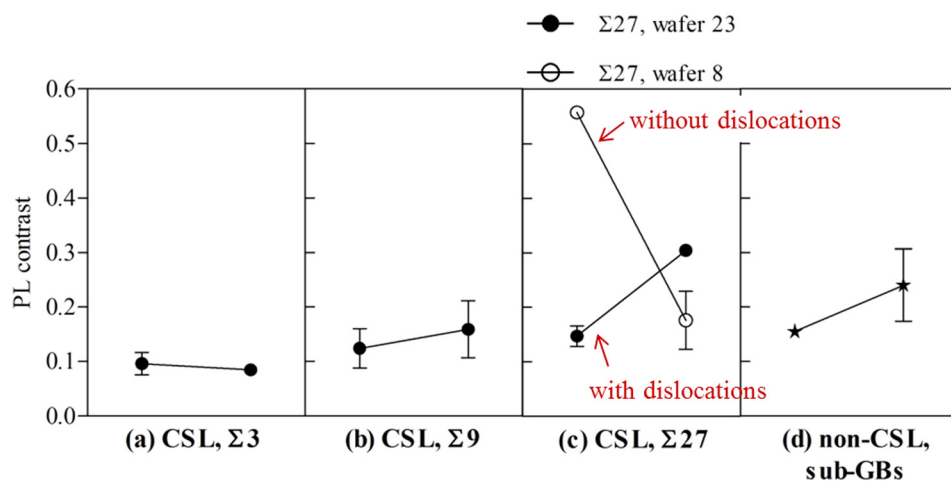 Σ27, wafer 23
Σ27, wafer 8
PL contrast
0.6
0.5
0.4
0.3
0.2
0.1
0.0
without dislocations
with dislocations
(a) CSL, Σ3
(b) CSL, Σ9
(c) CSL, Σ27
(d) non-CSL,
sub-GBs